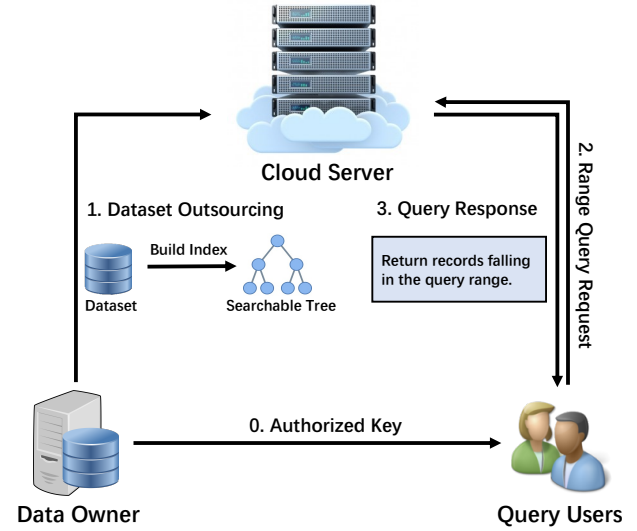 Cloud Server
1. Dataset Outsourcing
Build Index
Dataset
Searchable Tree
3. Query Response
Return records falling
in the query range.
2. Range Query Request
0. Authorized Key
Data Owner
Query Users